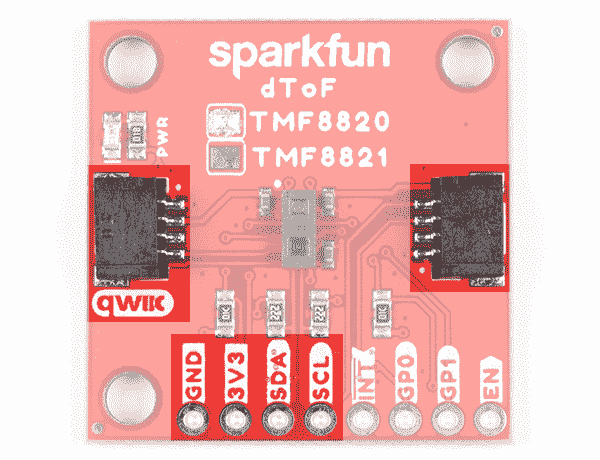 sparkfun
dToF
TMF8820
TMF8821
PWR
qwiic
GND
3V3
SDA
SCL
INT
GP0
GP1
EN